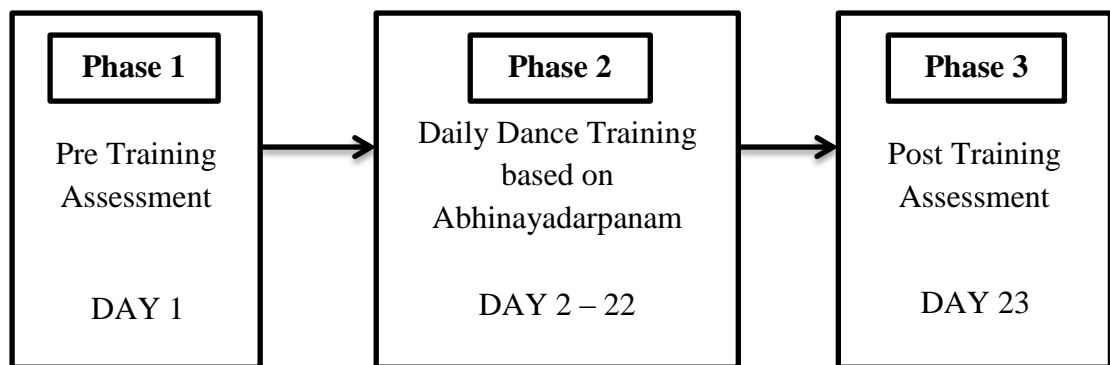 Phase 1
Pre Training
Assessment
DAY 1
Phase 2
Daily Dance Training
based on
Abhinayadarpanam
DAY 2 – 22
Phase 3
Post Training
Assessment
DAY 23